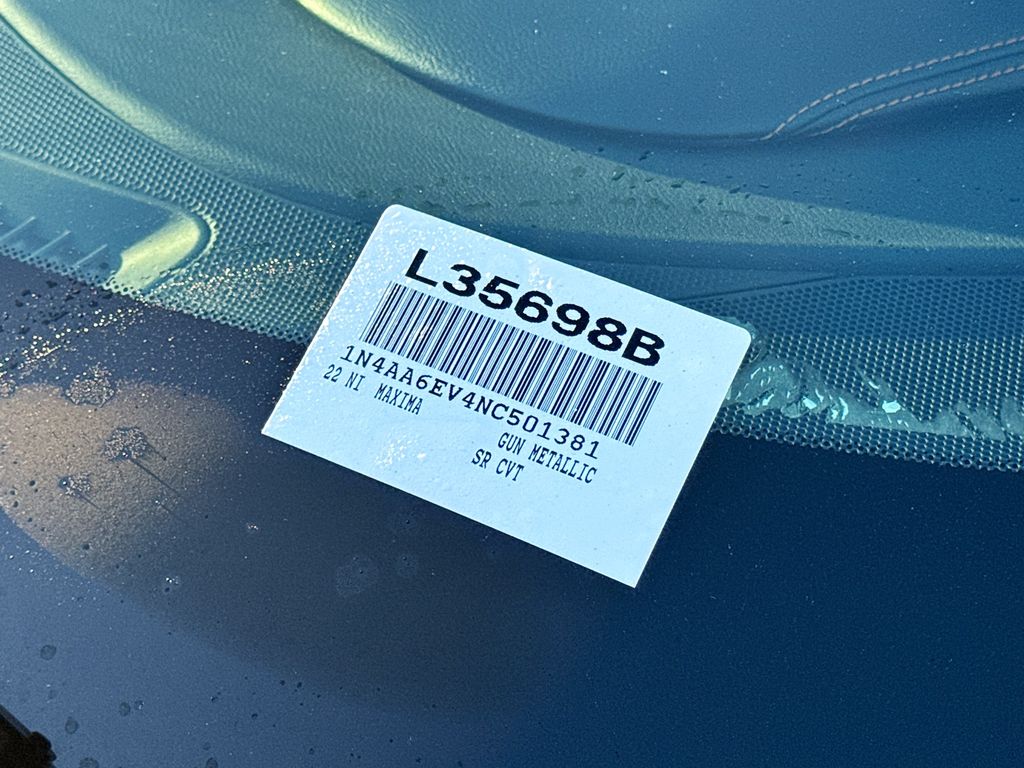 L35698B
1N4AA6EV4NC501381
22 NI MAXIMA
GUN METALLIC
SR CVT